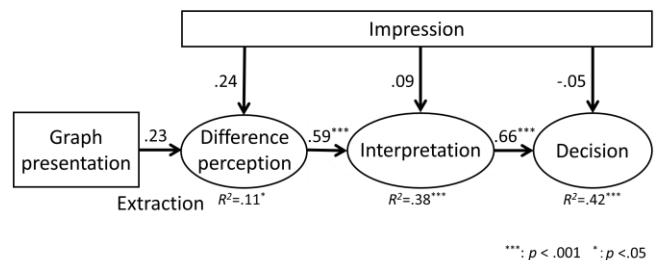 Impression
.24
.09
-.05
Graph
presentation
.23
Difference
perception
.59***
Interpretation
.66***
Decision
Extraction
R²=.11*
R²=.38***
R²=.42***
***: p < .001 *: p <.05